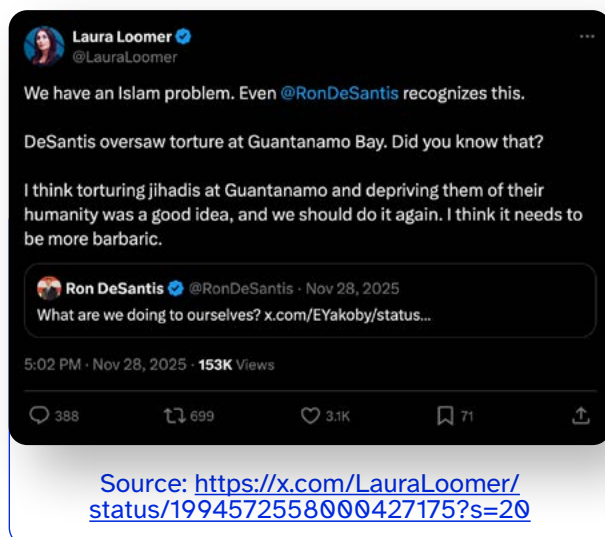 Laura Loomer
@LauraLoomer
We have an Islam problem. Even @RonDeSantis recognizes this.
DeSantis oversaw torture at Guantanamo Bay. Did you know that?
I think torturing jihadis at Guantanamo and depriving them of their
humanity was a good idea, and we should do it again. I think it needs to
be more barbaric.
Ron DeSantis @RonDeSantis · Nov 28, 2025
What are we doing to ourselves? x.com/EYakoby/status...
5:02 PM · Nov 28, 2025 · 153K Views
388 699 3.1K 71
Source: https://x.com/LauraLoomer/
status/1994572558000427175?s=20